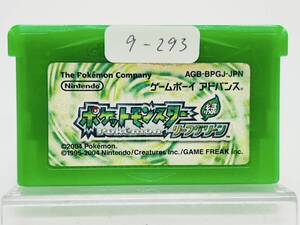 9-293
The Pokémon Company
AGB-BPGJ-JPN
Nintendo
ゲームボーイ アドバンス
ポケットモンスター
Pokémon
リーフグリーン
緑
©2004 Pokémon.
©1995-2004 Nintendo/Creatures Inc./GAME FREAK Inc.